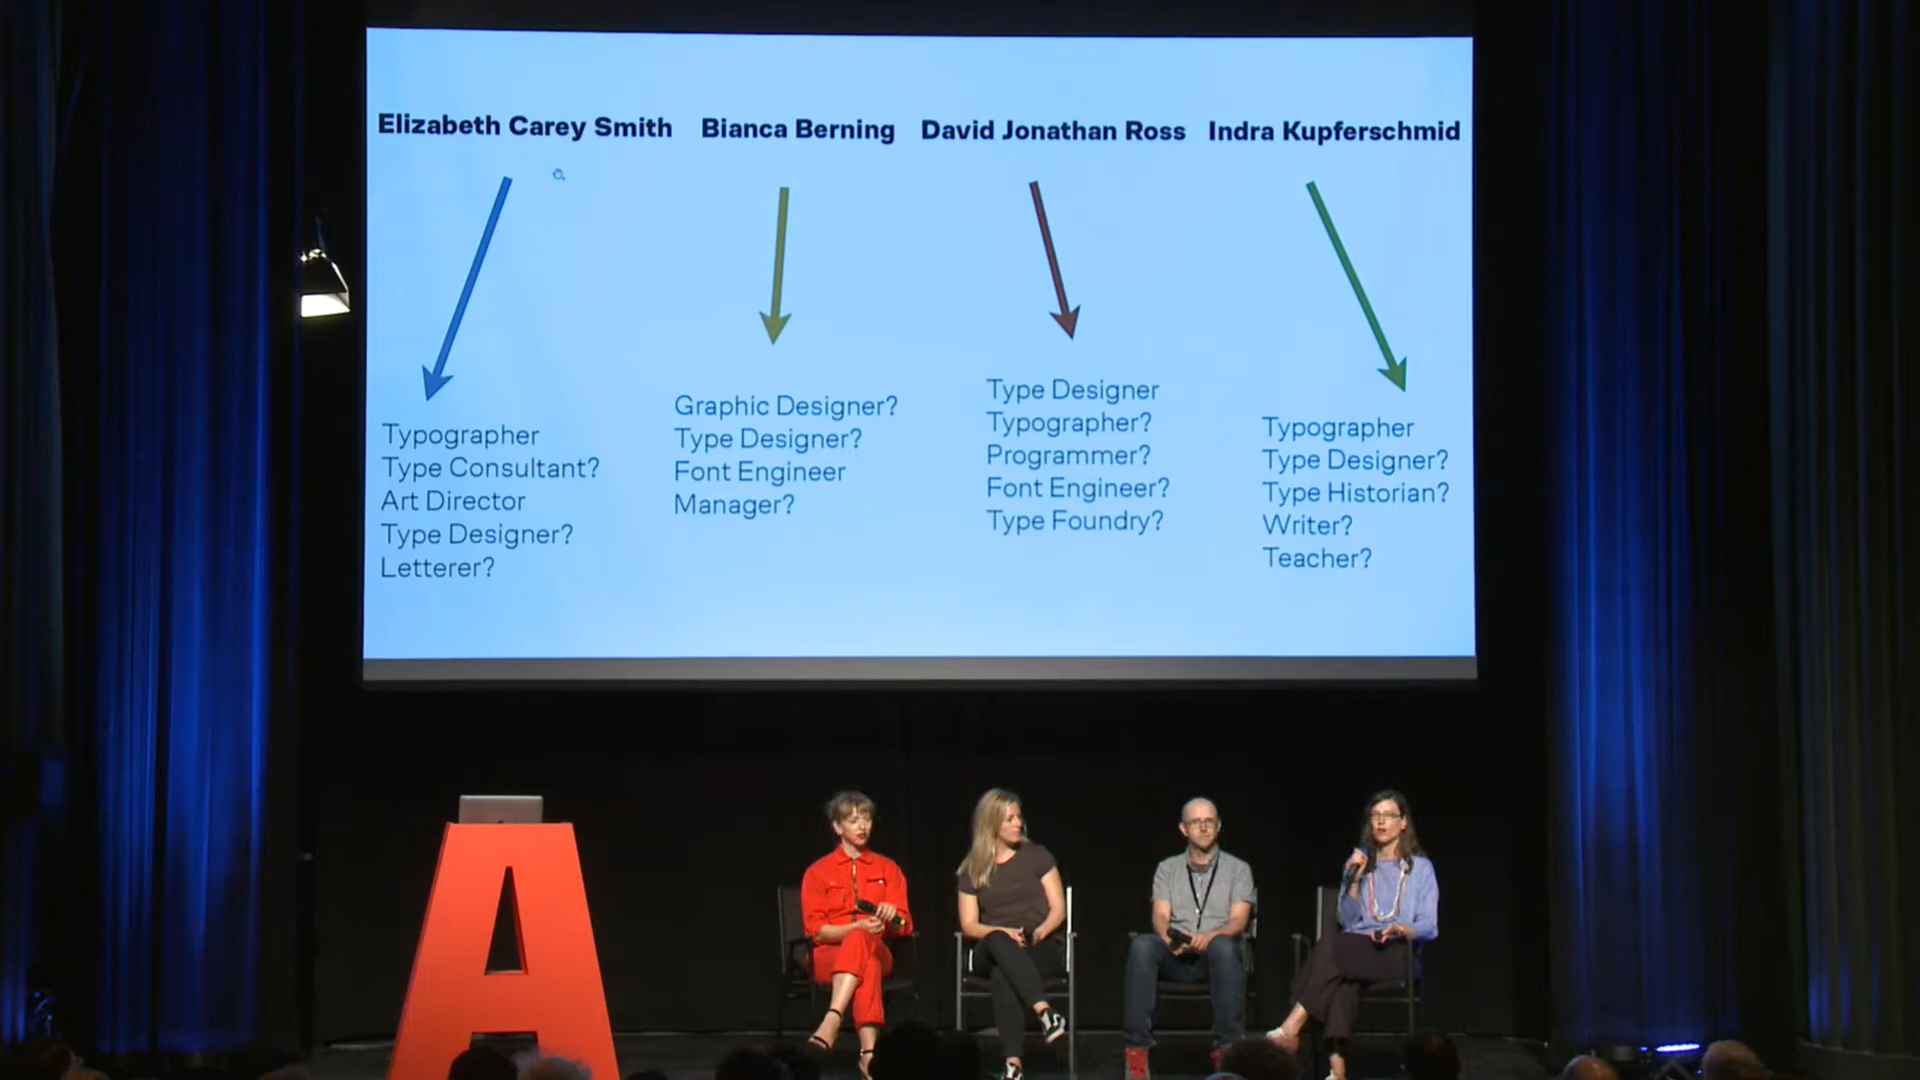 Elizabeth Carey Smith
Bianca Berning
David Jonathan Ross
Indra Kupferschmid
Typographer
Type Consultant?
Art Director
Type Designer?
Letterer?
Graphic Designer?
Type Designer?
Font Engineer
Manager?
Type Designer
Typographer?
Programmer?
Font Engineer?
Type Foundry?
Typographer
Type Designer?
Type Historian?
Writer?
Teacher?
A